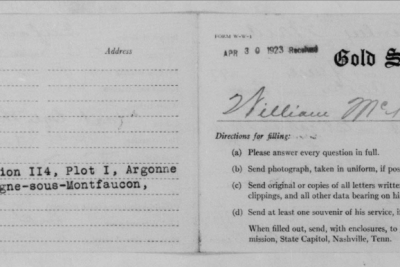 Address
ion II4, Plot I, Argonne
gne-sous-Montfaucon,
APR 30 1923 Received
Gold S
William Mc
Directions for filing:
(a) Please answer every question in full.
(b) Send photograph, taken in uniform, if pos
(c) Send original or copies of all letters written
clippings, and all other data bearing on hi
(d) Send at least one souvenir of his service, i
When filled out, send, with enclosures, to
mission, State Capitol, Nashville, Tenn.